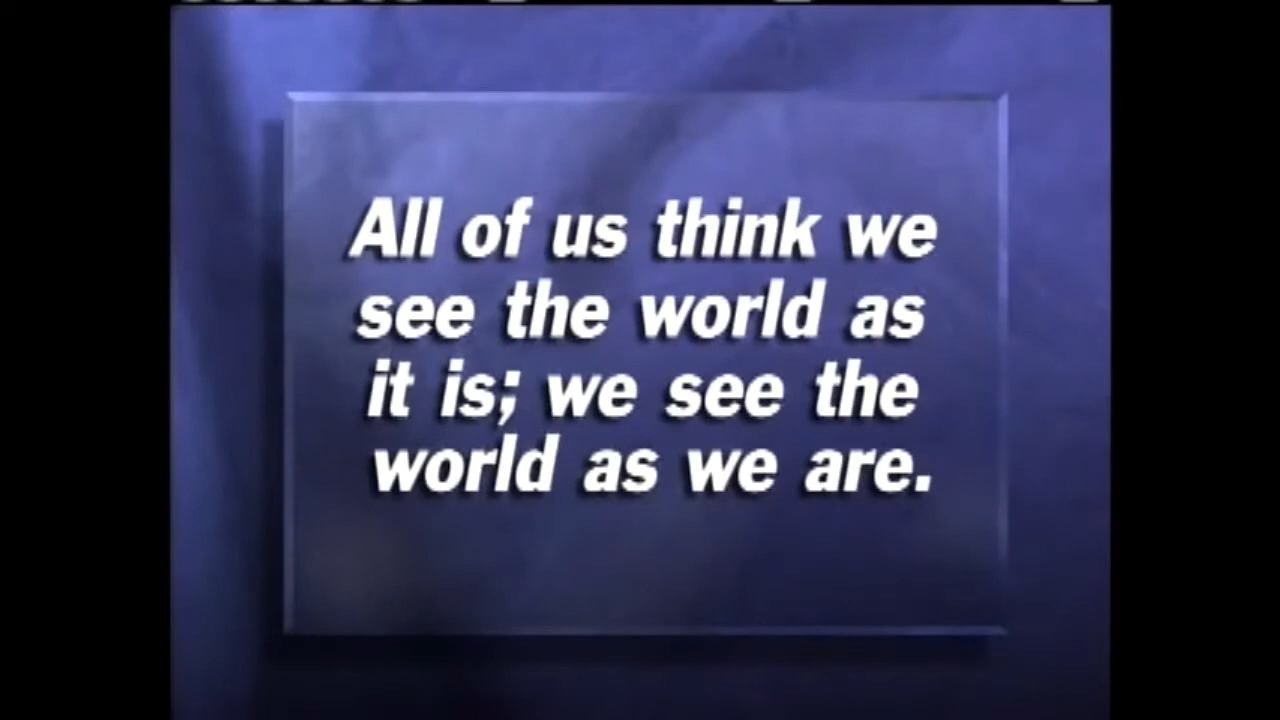 All of us think we
see the world as
it is; we see the
world as we are.